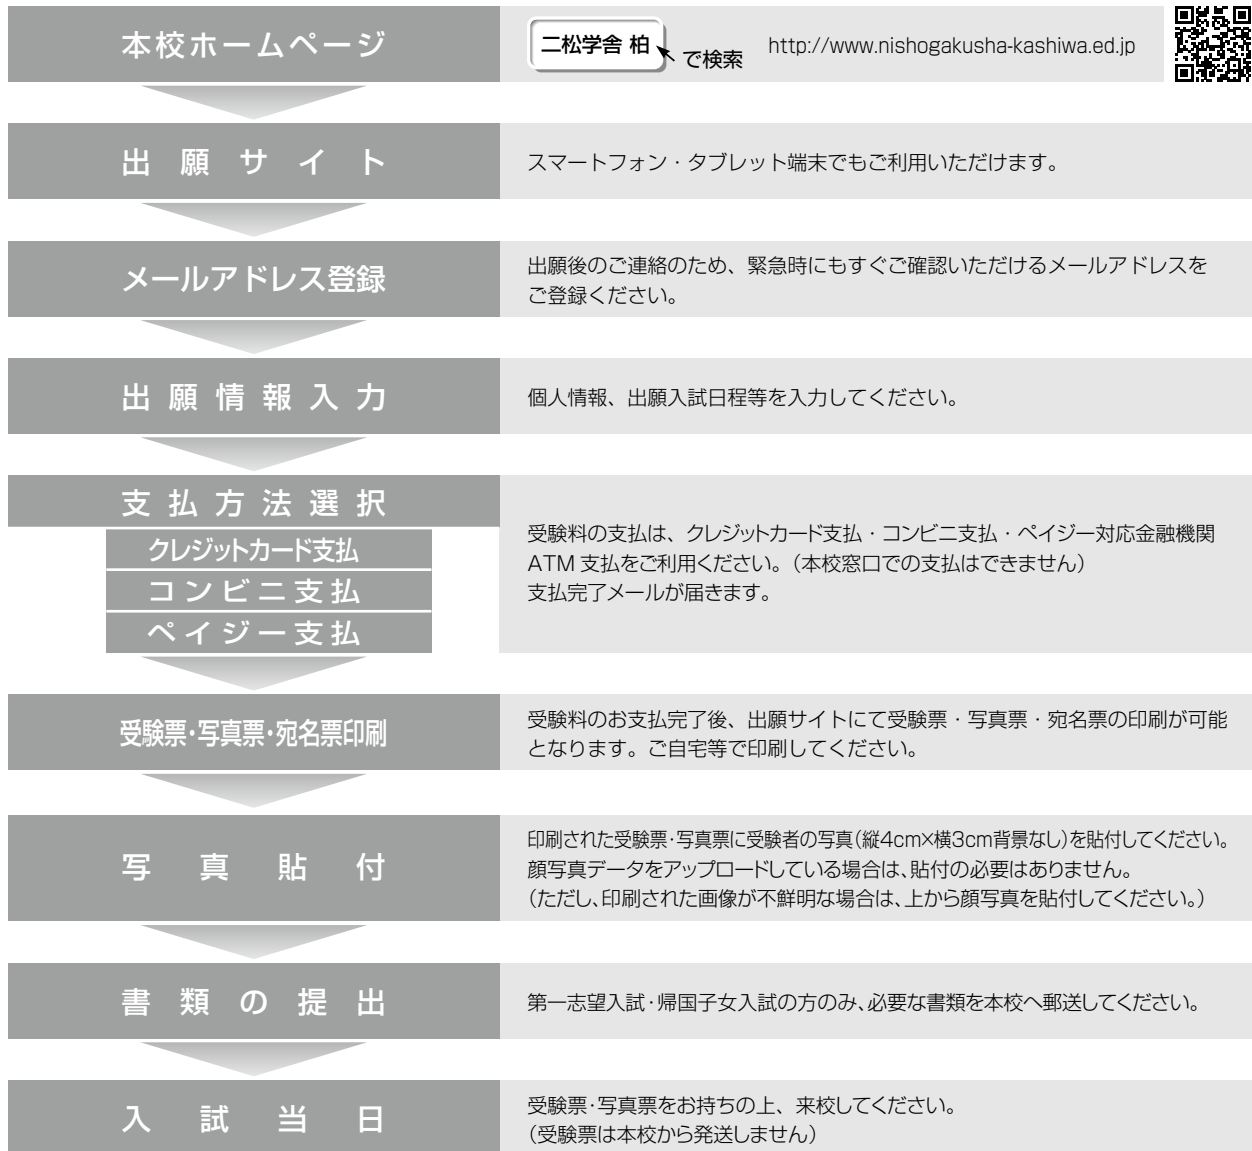 本校ホームページ
二松学舎 柏 で検索 http://www.nishogakusha-kashiwa.ed.jp
出願サイト
スマートフォン・タブレット端末でもご利用いただけます。
メールアドレス登録
出願後のご連絡のため、緊急時にもすぐご確認いただけるメールアドレスを
ご登録ください。
出願情報入力
個人情報、出願入試日程等を入力してください。
支払方法選択
クレジットカード支払
コンビニ支払
ペイジー支払
受験料の支払は、クレジットカード支払・コンビニ支払・ペイジー対応金融機関
ATM 支払をご利用ください。（本校窓口での支払はできません）
支払完了メールが届きます。
受験票・写真票・宛名票印刷
受験料のお支払完了後、出願サイトにて受験票・写真票・宛名票の印刷が可能
となります。ご自宅等で印刷してください。
写真貼付
印刷された受験票・写真票に受験者の写真（縦4cm×横3cm背景なし）を貼付してください。
顔写真データをアップロードしている場合は、貼付の必要はありません。
（ただし、印刷された画像が不鮮明な場合は、上から顔写真を貼付してください。）
書類の提出
第一志望入試・帰国子女入試の方のみ、必要な書類を本校へ郵送してください。
入試当日
受験票・写真票をお持ちの上、来校してください。
（受験票は本校から発送しません）